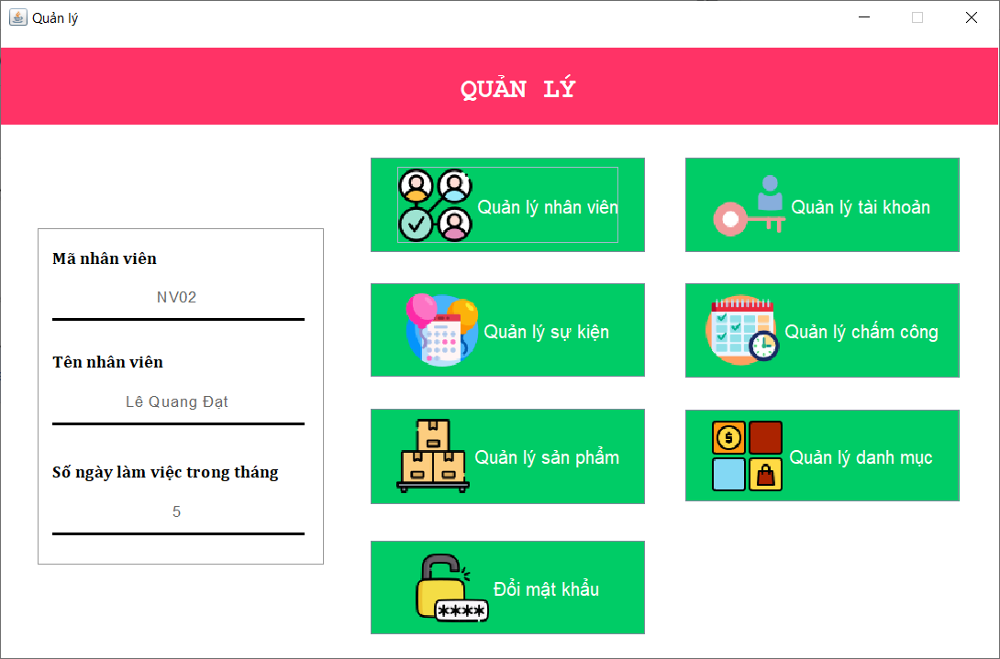 Quản lý
QUẢN LÝ
Mã nhân viên
NV02
Tên nhân viên
Lê Quang Đạt
Số ngày làm việc trong tháng
5
Quản lý nhân viên
Quản lý tài khoản
Quản lý sự kiện
Quản lý chấm công
Quản lý sản phẩm
$
Quản lý danh mục
****
Đổi mật khẩu